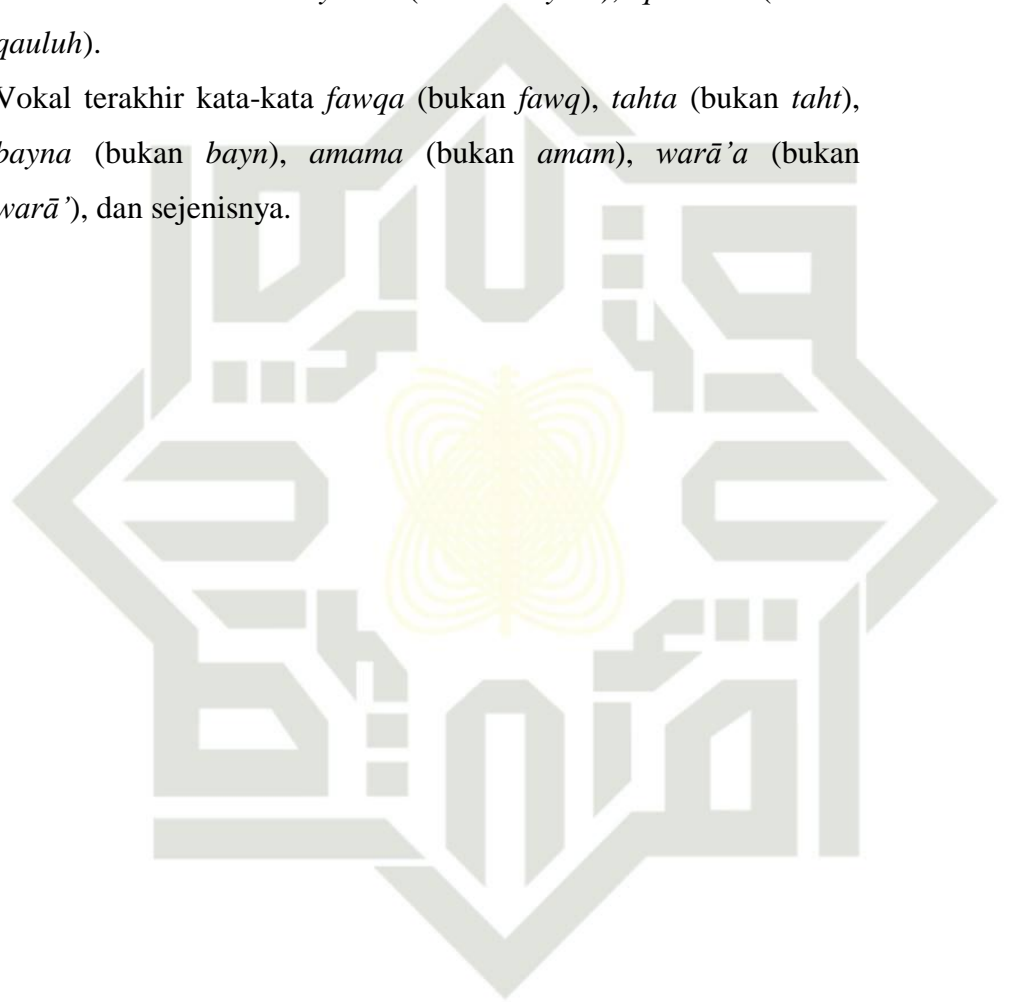 qauluh).
Vokal terakhir kata-kata fawqa (bukan fawq), tahta (bukan taht),
bayna (bukan bayn), amama (bukan amam), warā’a (bukan
warā’), dan sejenisnya.